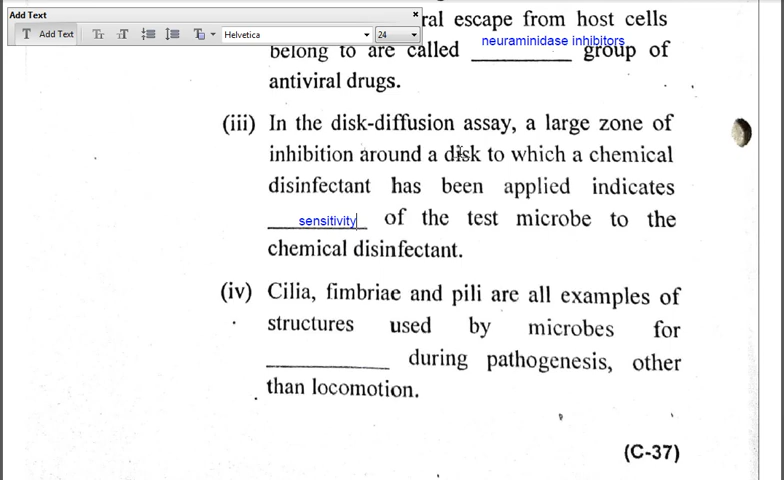 Add Text
Add Text
Helvetica
24
ral escape from host cells
neuraminidase inhibitors
belong to are called __________ group of
antiviral drugs.
(iii) In the disk-diffusion assay, a large zone of
inhibition around a disk to which a chemical
disinfectant has been applied indicates
sensitivity of the test microbe to the
chemical disinfectant.
(iv) Cilia, fimbriae and pili are all examples of
structures used by microbes for
____________ during pathogenesis, other
than locomotion.
(C-37)